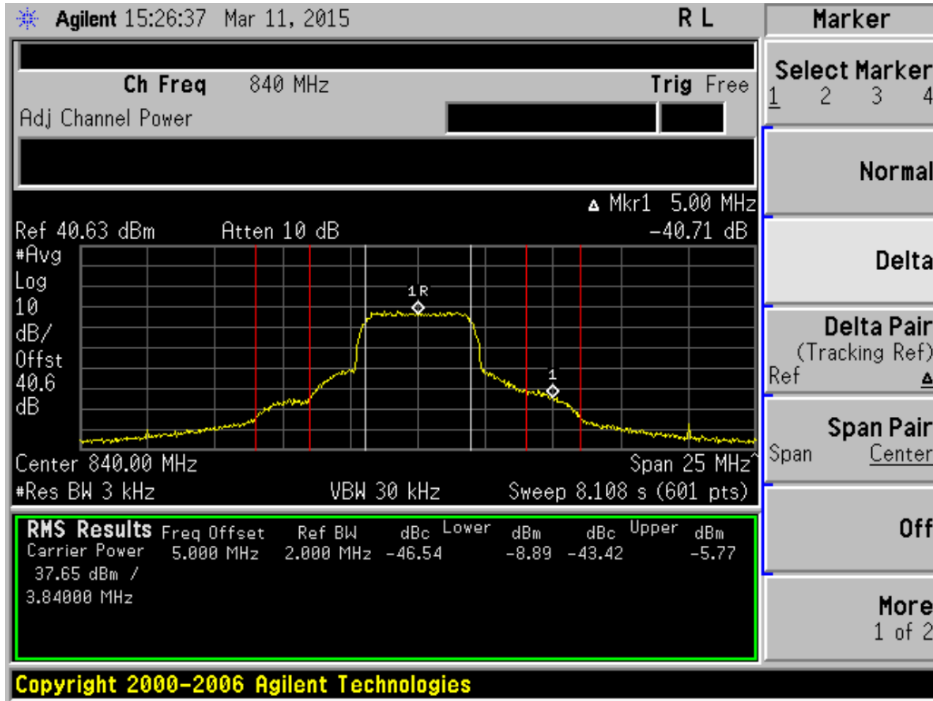 Agilent 15:26:37 Mar 11, 2015 R L
Marker
Ch Freq 840 MHz Trig Free
Adj Channel Power
Select Marker
1 2 3 4
Normal
Delta
Delta Pair
(Tracking Ref)
Ref Δ
Span Pair
Span Center
Off
More
1 of 2
Δ Mkr1 5.00 MHz
Ref 40.63 dBm Atten 10 dB -40.71 dB
#Avg
Log
10
dB/
Offst
40.6
dB
1R
1
Center 840.00 MHz Span 25 MHz^
#Res BW 3 kHz VBW 30 kHz Sweep 8.108 s (601 pts)
RMS Results Freq Offset Ref BW dBc Lower dBm dBc Upper dBm
Carrier Power 5.000 MHz 2.000 MHz -46.54 -8.89 -43.42 -5.77
37.65 dBm /
3.84000 MHz
Copyright 2000-2006 Agilent Technologies